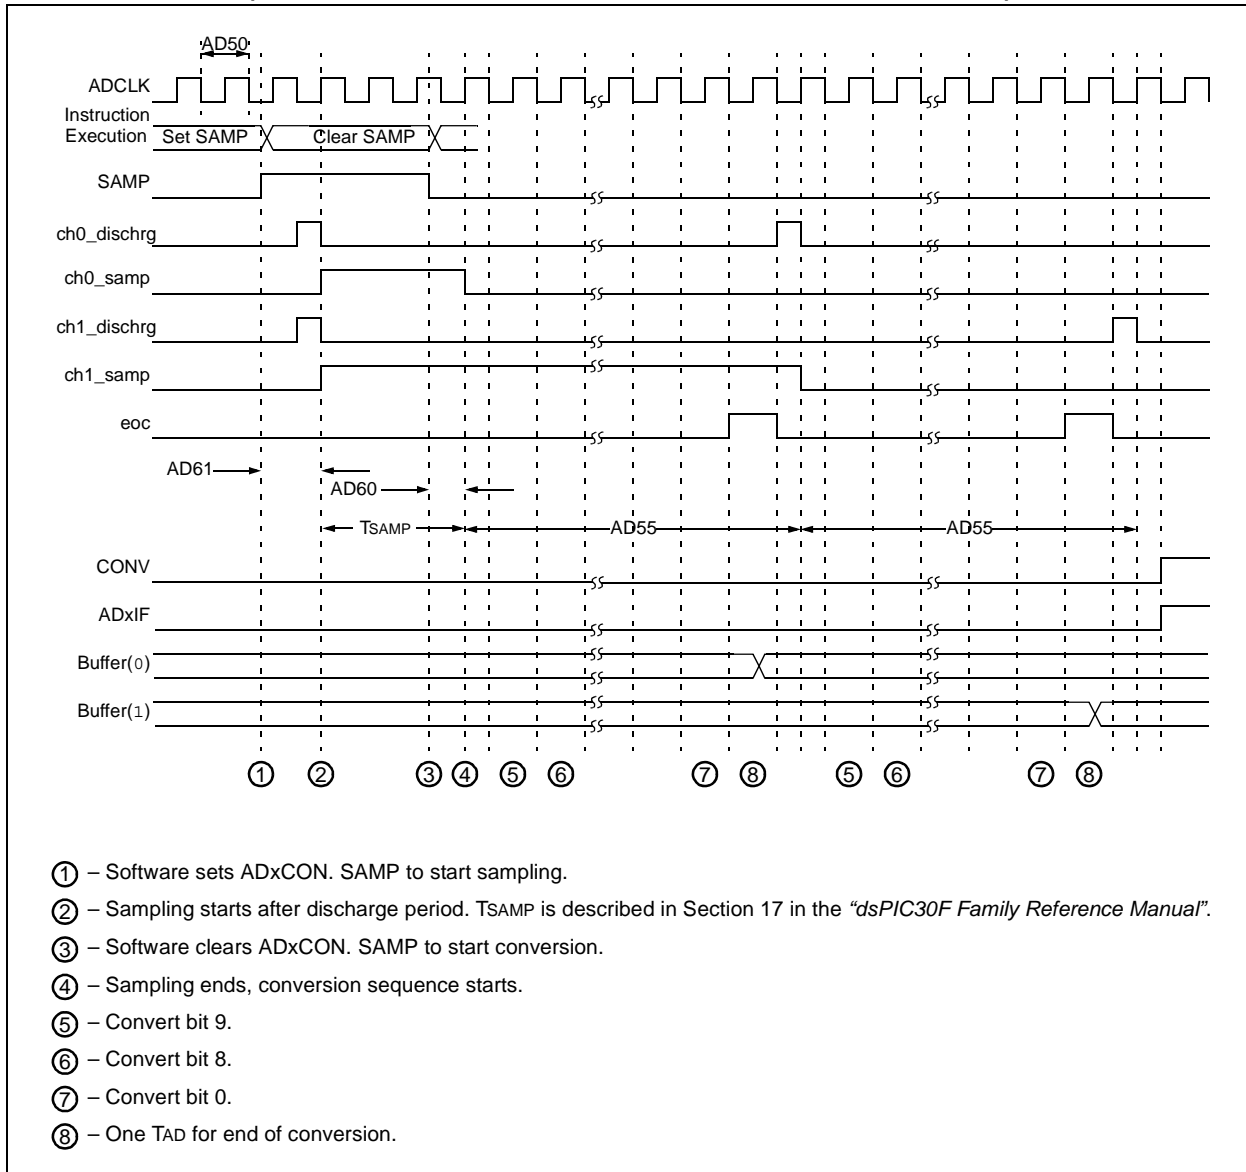 AD50
ADCLK
Instruction
Execution Set SAMP Clear SAMP
SAMP
ch0_dischrg
ch0_samp
ch1_dischrg
ch1_samp
eoc
AD61
AD60
TSAMP AD55 AD55
CONV
ADxIF
Buffer(0)
Buffer(1)
1 2 3 4 5 6 7 8 5 6 7 8
1 – Software sets ADxCON. SAMP to start sampling.
2 – Sampling starts after discharge period. TSAMP is described in Section 17 in the “dsPIC30F Family Reference Manual”.
3 – Software clears ADxCON. SAMP to start conversion.
4 – Sampling ends, conversion sequence starts.
5 – Convert bit 9.
6 – Convert bit 8.
7 – Convert bit 0.
8 – One TAD for end of conversion.